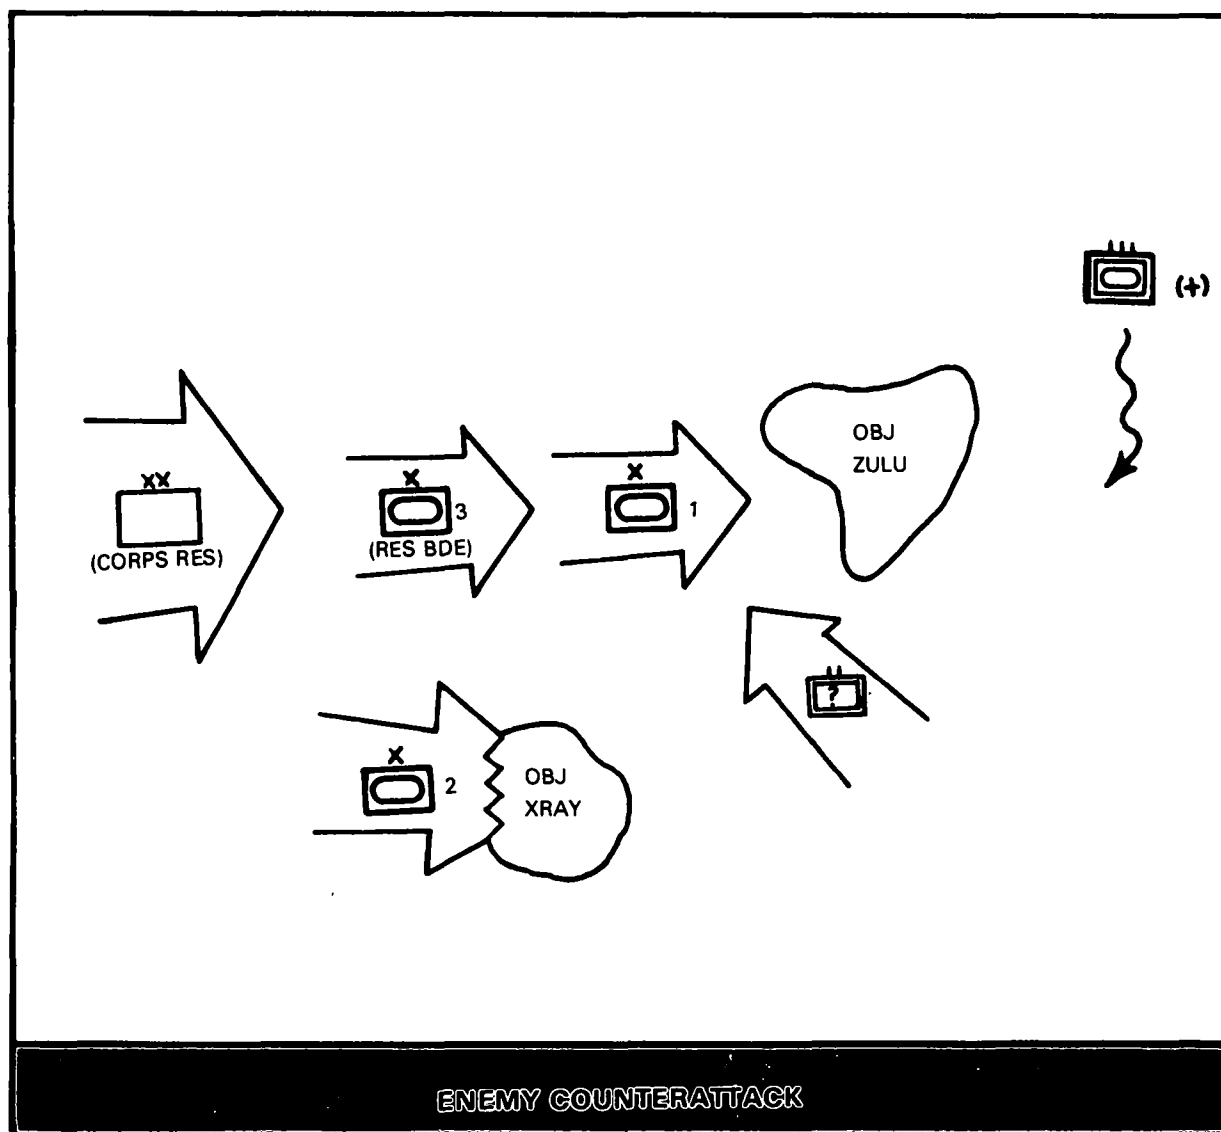 (+)
OBJ
ZULU
XX
(CORPS RES)
X
3
(RES BDE)
X
1
?
X
2
OBJ
XRAY
ENEMY COUNTERATTACK